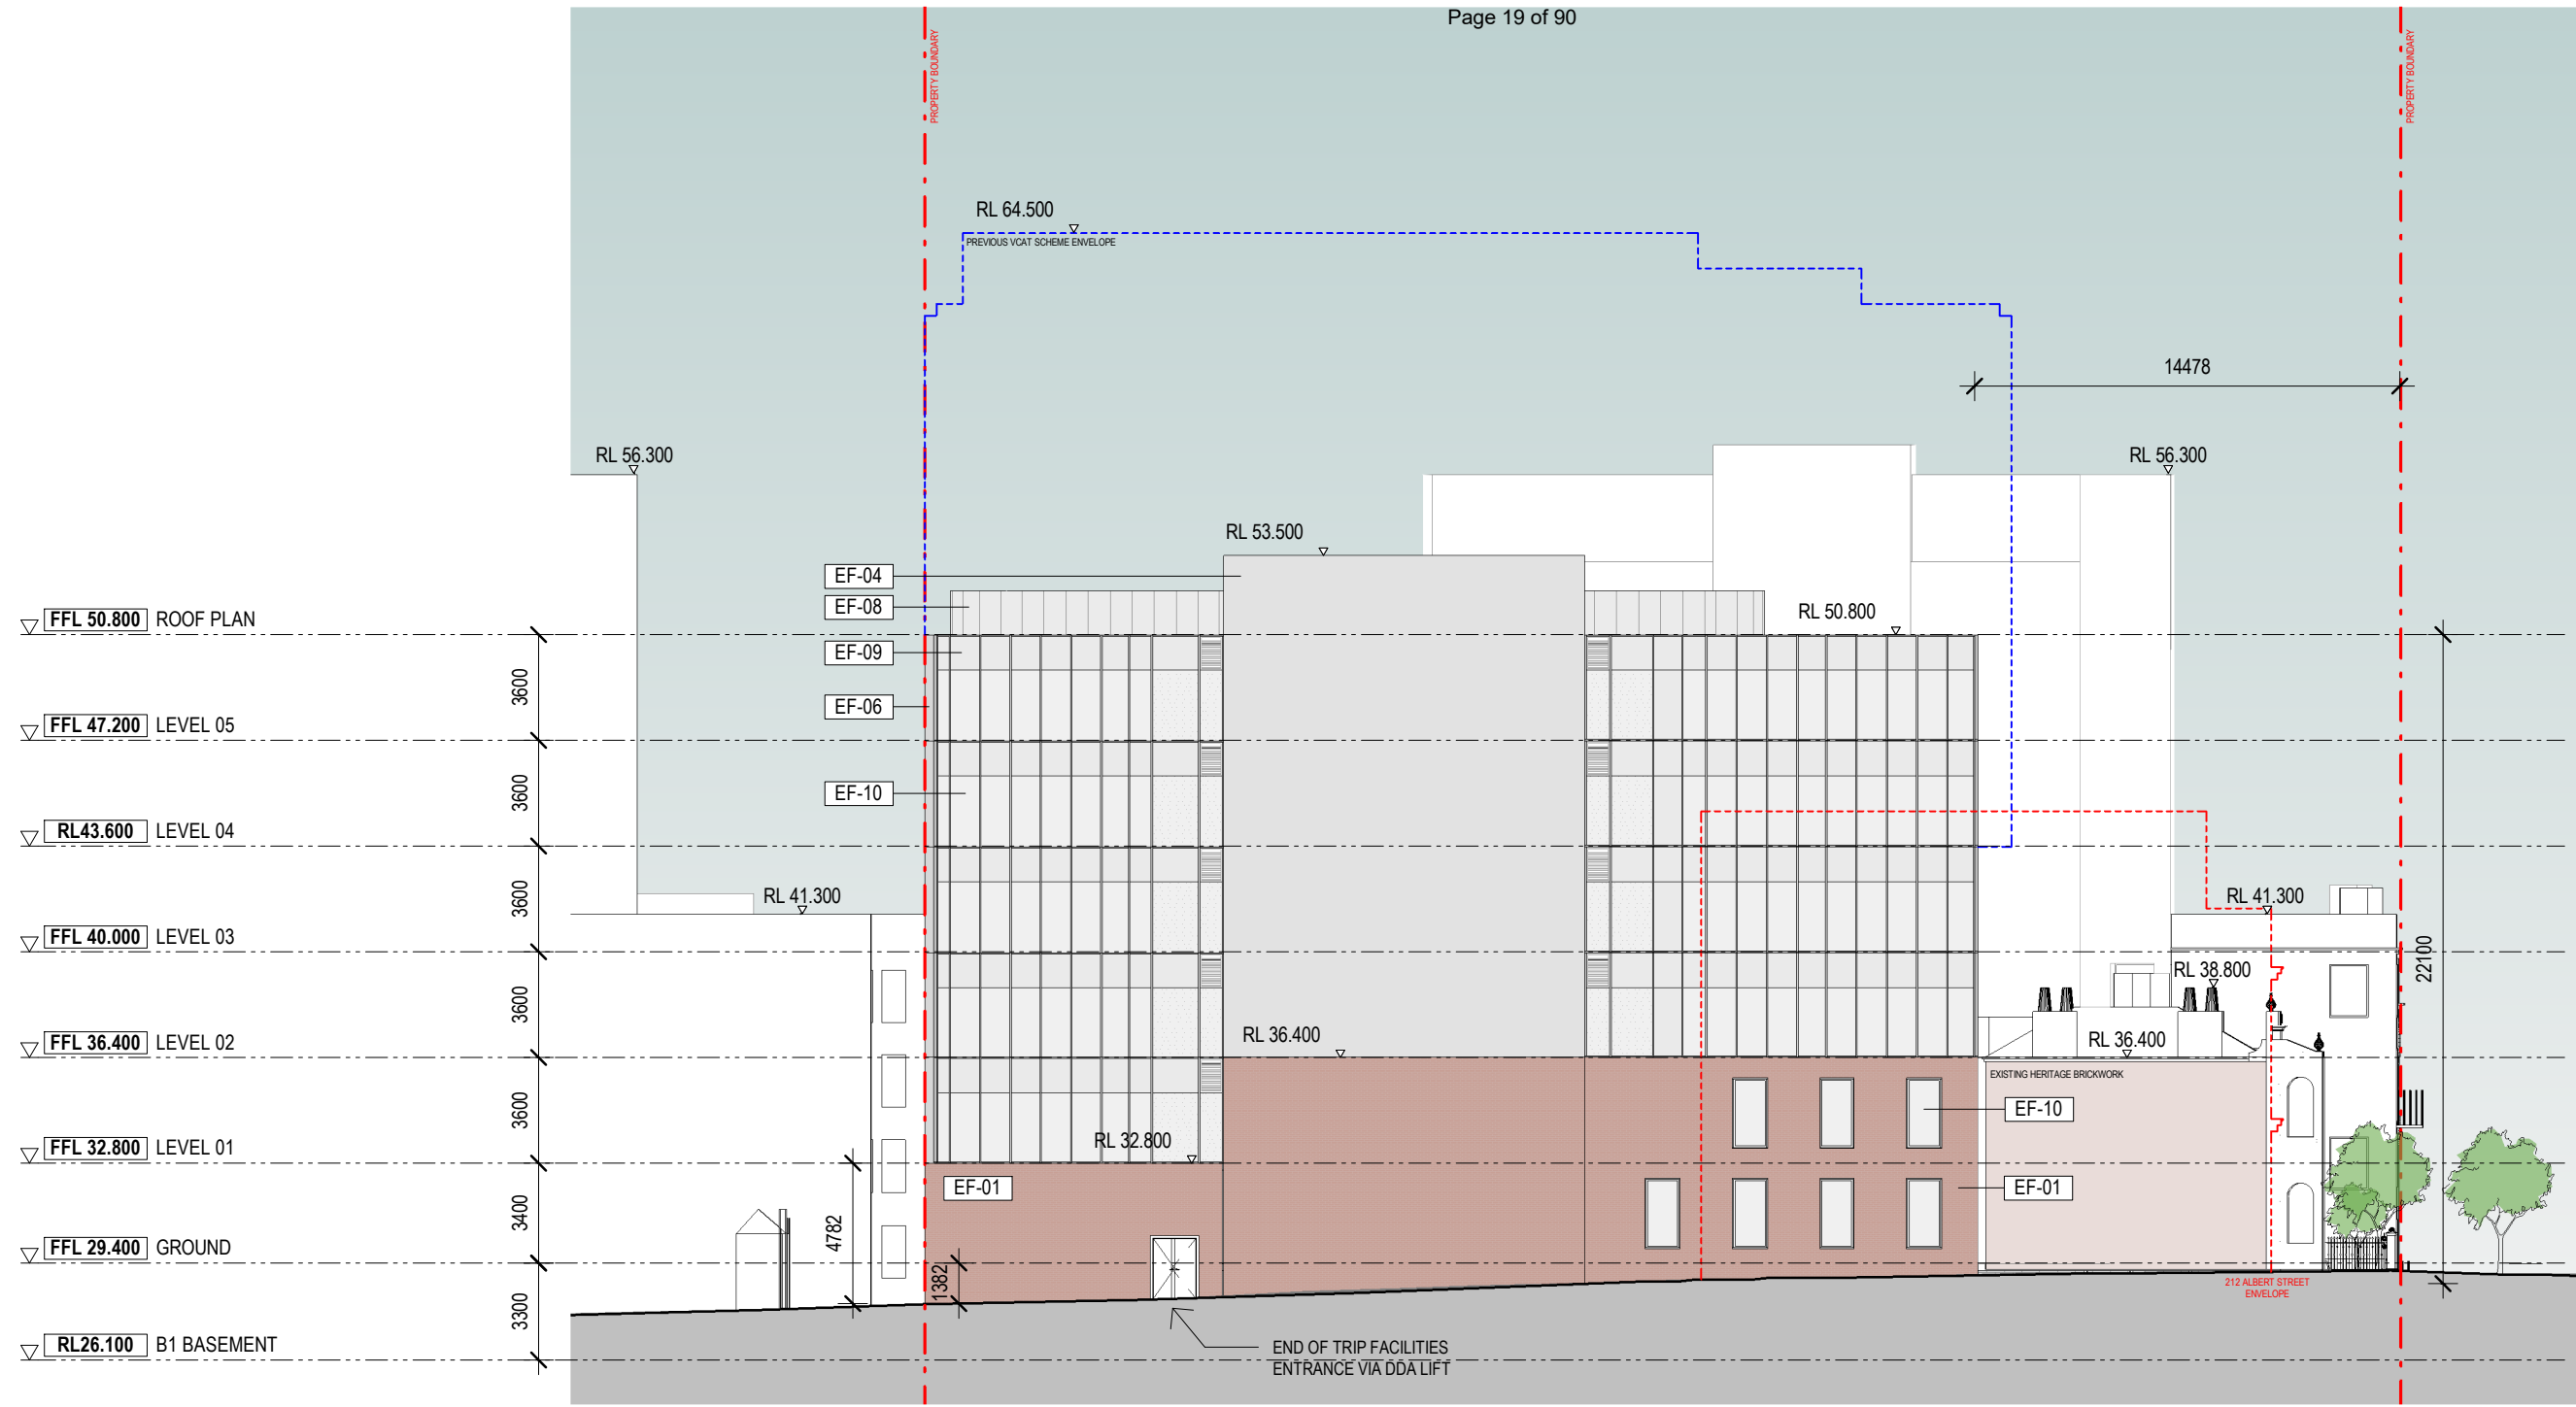 Page 19 of 90
PROPERTY BOUNDARY
PROPERTY BOUNDARY
RL 64.500
PREVIOUS VCAT SCHEME ENVELOPE
14478
RL 56.300
RL 56.300
RL 53.500
EF-04
EF-08
RL 50.800
FFL 50.800 ROOF PLAN
EF-09
3600
EF-06
FFL 47.200 LEVEL 05
3600
EF-10
RL43.600 LEVEL 04
3600
RL 41.300
RL 41.300
FFL 40.000 LEVEL 03
22100
RL 38.800
3600
FFL 36.400 LEVEL 02
RL 36.400
RL 36.400
EXISTING HERITAGE BRICKWORK
EF-10
3600
FFL 32.800 LEVEL 01
RL 32.800
EF-01
EF-01
3400
4782
FFL 29.400 GROUND
1382
212 ALBERT STREET
ENVELOPE
3300
RL26.100 B1 BASEMENT
END OF TRIP FACILITIES
ENTRANCE VIA DDA LIFT